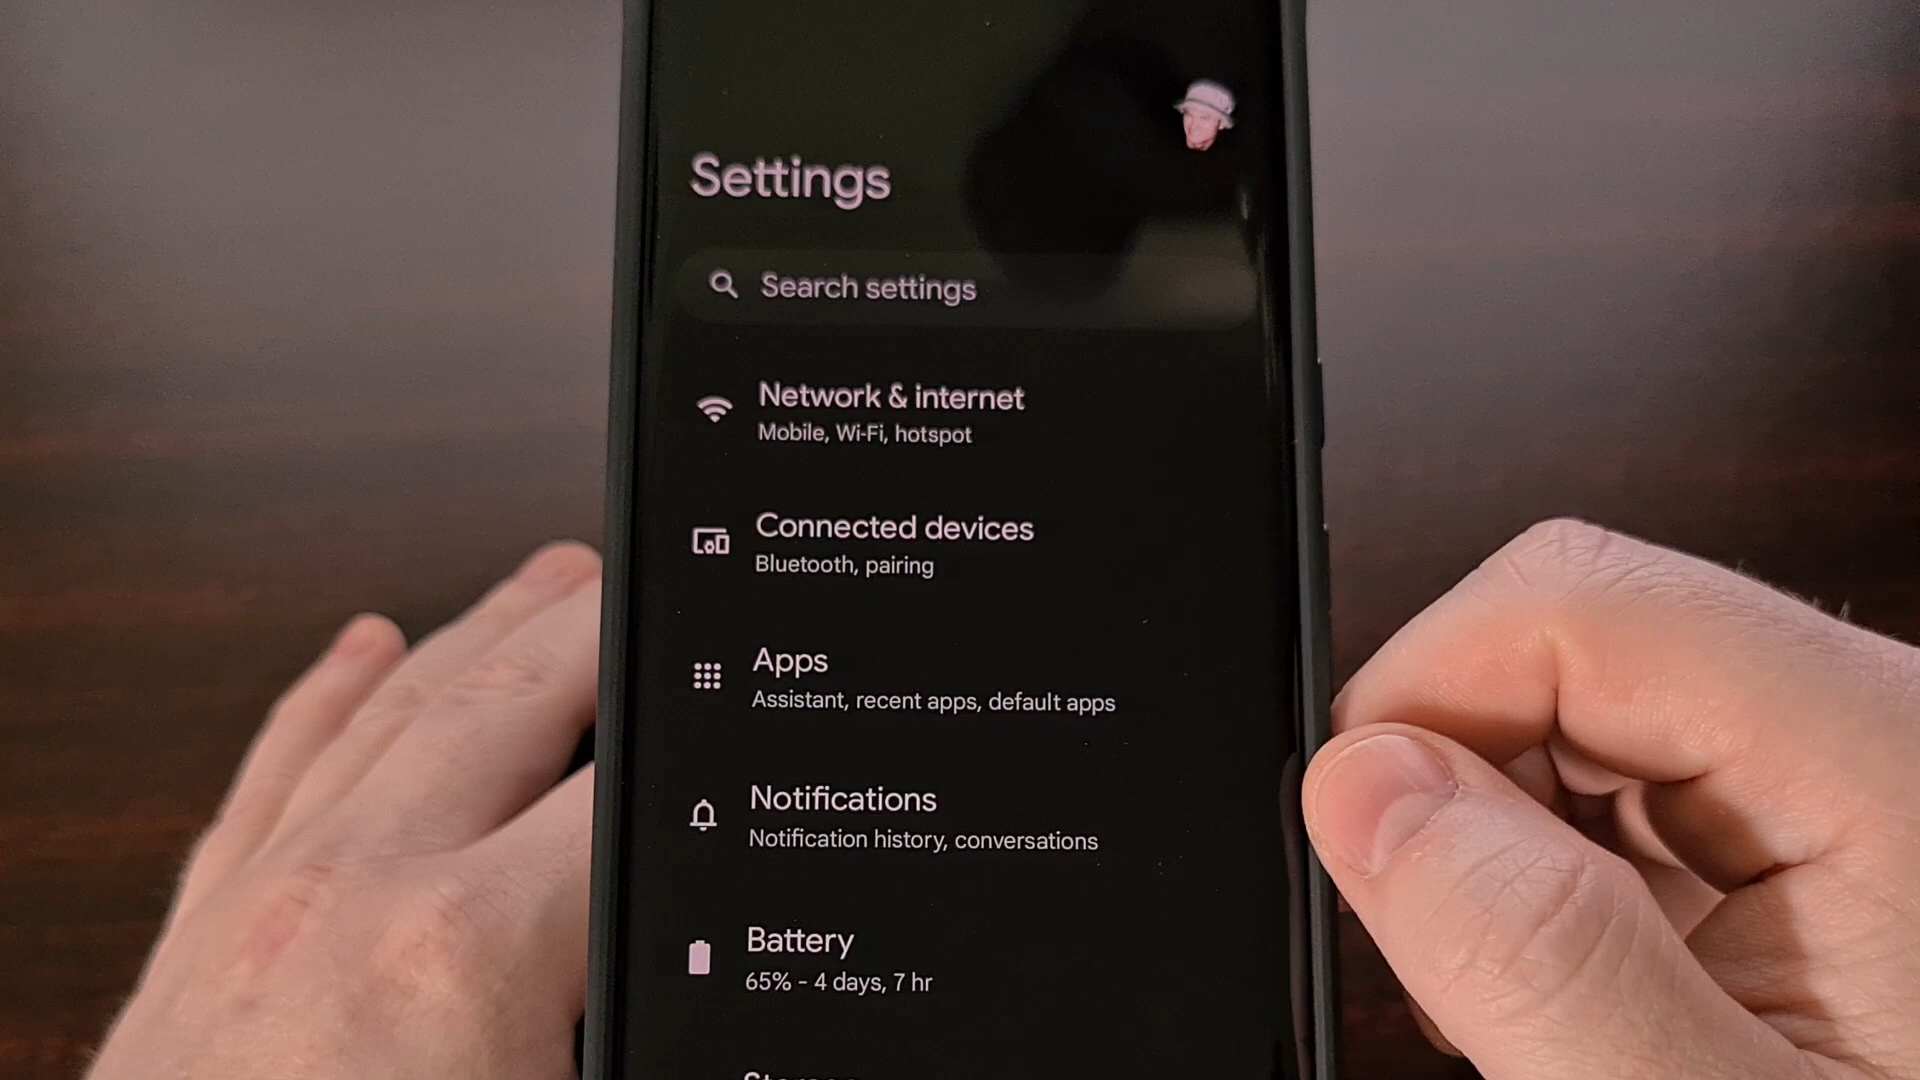 Settings
Search settings
Network & internet
Mobile, Wi-Fi, hotspot
Connected devices
Bluetooth, pairing
Apps
Assistant, recent apps, default apps
Notifications
Notification history, conversations
Battery
65% - 4 days, 7 hr